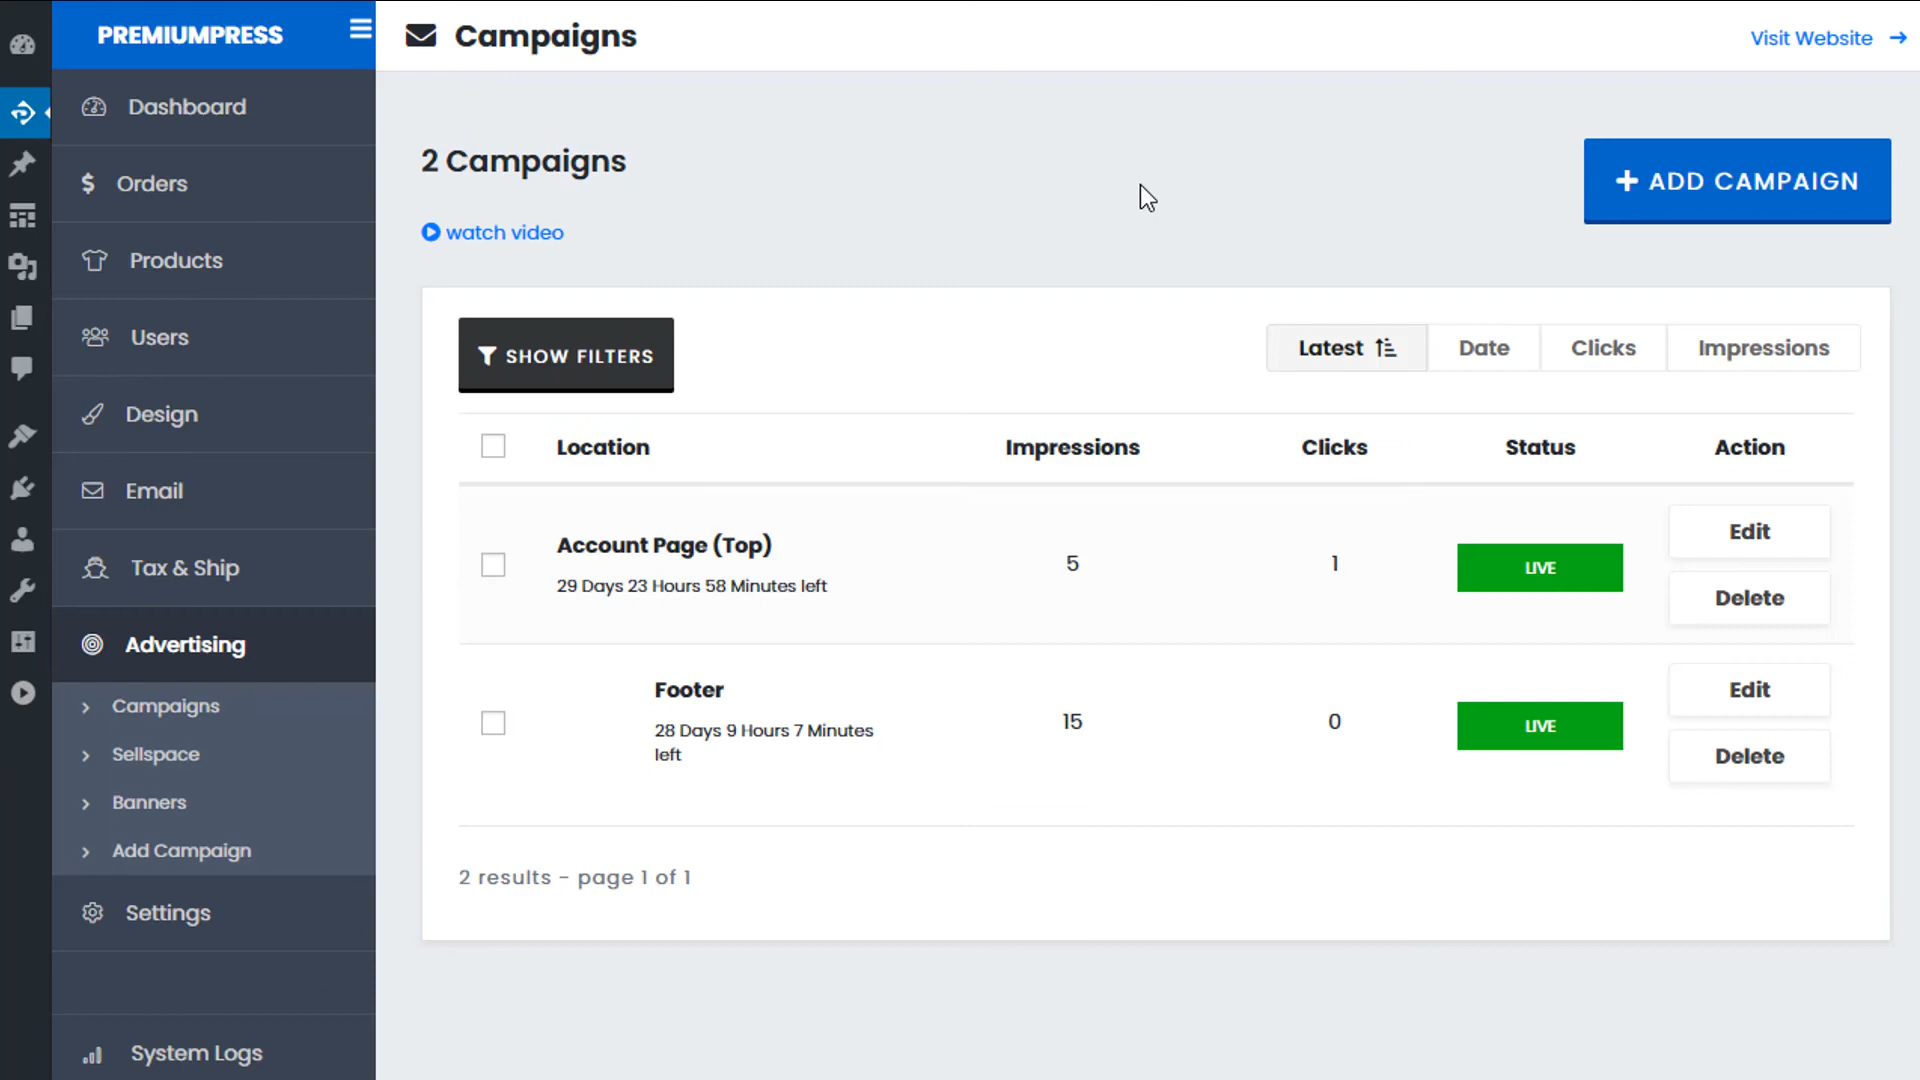 PREMIUMPRESS
Dashboard
Orders
Products
Users
Design
Email
Tax & Ship
Advertising
Campaigns
Sellspace
Banners
Add Campaign
Settings
System Logs
Campaigns
Visit Website
2 Campaigns
ADD CAMPAIGN
watch video
SHOW FILTERS
Latest Date Clicks Impressions
Location Impressions Clicks Status Action
Account Page (Top) 5 1 LIVE Edit
29 Days 23 Hours 58 Minutes left Delete
Footer 15 0 LIVE Edit
28 Days 9 Hours 7 Minutes
left Delete
2 results - page 1 of 1